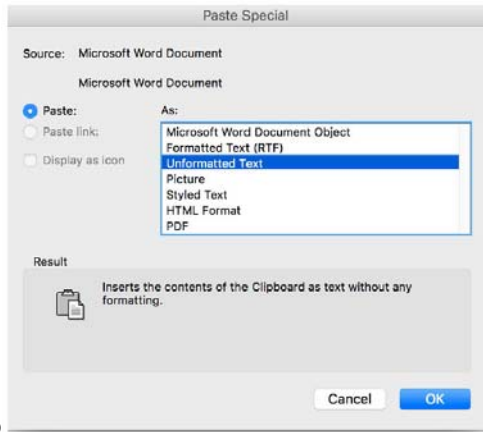 Paste Special
Source: Microsoft Word Document
Microsoft Word Document
Paste:
As:
Paste link:
Display as icon
Microsoft Word Document Object
Formatted Text (RTF)
Unformatted Text
Picture
Styled Text
HTML Format
PDF
Result
Inserts the contents of the Clipboard as text without any
formatting.
Cancel
OK